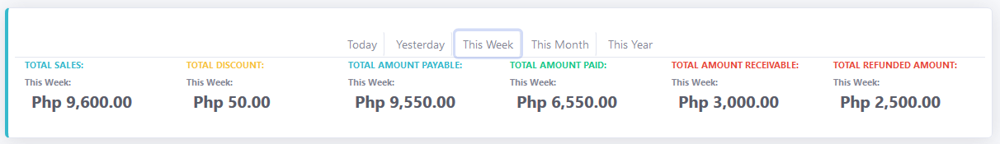 Today Yesterday This Week This Month This Year
TOTAL SALES: TOTAL DISCOUNT: TOTAL AMOUNT PAYABLE: TOTAL AMOUNT PAID: TOTAL AMOUNT RECEIVABLE: TOTAL REFUNDED AMOUNT:
This Week: This Week: This Week: This Week: This Week: This Week:
Php 9,600.00 Php 50.00 Php 9,550.00 Php 6,550.00 Php 3,000.00 Php 2,500.00